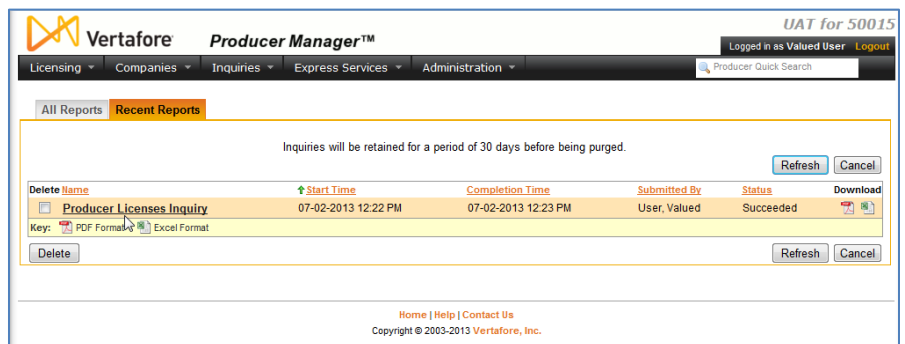 UAT for 50015
Vertafore Producer Manager™
Logged in as Valued User Logout
Licensing Companies Inquiries Express Services Administration Producer Quick Search
All Reports Recent Reports
Inquiries will be retained for a period of 30 days before being purged.
Refresh Cancel
Delete Name Start Time Completion Time Submitted By Status Download
Producer Licenses Inquiry 07-02-2013 12:22 PM 07-02-2013 12:23 PM User, Valued Succeeded
Key: PDF Format Excel Format
Delete Refresh Cancel
Home | Help | Contact Us
Copyright © 2003-2013 Vertafore, Inc.